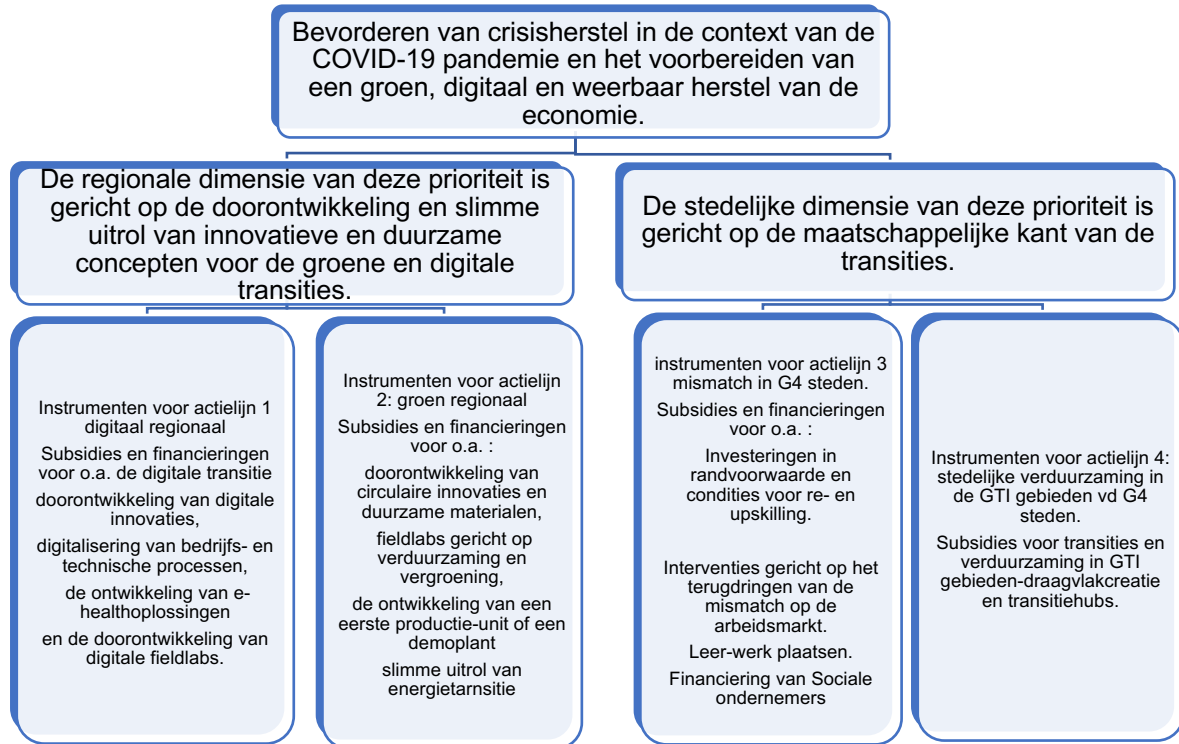 Bevorderen van crisisherstel in de context van de
COVID-19 pandemie en het voorbereiden van
een groen, digitaal en weerbaar herstel van de
economie.
De regionale dimensie van deze prioriteit is
gericht op de doorontwikkeling en slimme
uitrol van innovatieve en duurzame
concepten voor de groene en digitale
transities.
De stedelijke dimensie van deze prioriteit is
gericht op de maatschappelijke kant van de
transities.
Instrumenten voor actielijn 1
digitaal regionaal
Subsidies en financieringen
voor o.a. de digitale transitie
doorontwikkeling van digitale
innovaties,
digitalisering van bedrijfs- en
technische processen,
de ontwikkeling van e-
healthoplossingen
en de doorontwikkeling van
digitale fieldlabs.
Instrumenten voor actielijn
2: groen regionaal
Subsidies en financieringen
voor o.a. :
doorontwikkeling van
circulaire innovaties en
duurzame materialen,
fieldlabs gericht op
verduurzaming en
vergroening,
de ontwikkeling van een
eerste productie-unit of een
demoplant
slimme uitrol van
energietarnsitie
instrumenten voor actielijn 3
mismatch in G4 steden.
Subsidies en financieringen
voor o.a. :
Investeringen in
randvoorwaarde en
condities voor re- en
upskilling.
Interventies gericht op het
terugdringen van de
mismatch op de
arbeidsmarkt.
Leer-werk plaatsen.
Financiering van Sociale
ondernemers
Instrumenten voor actielijn 4:
stedelijke verduurzaming in
de GTI gebieden vd G4
steden.
Subsidies voor transities en
verduurzaming in GTI
gebieden-draagvlakcreatie
en transitiehubs.